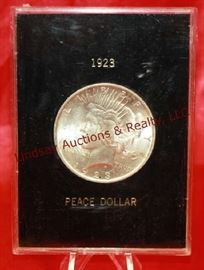 1923
Lindsay Auctions & Realty, LLC
PEACE DOLLAR